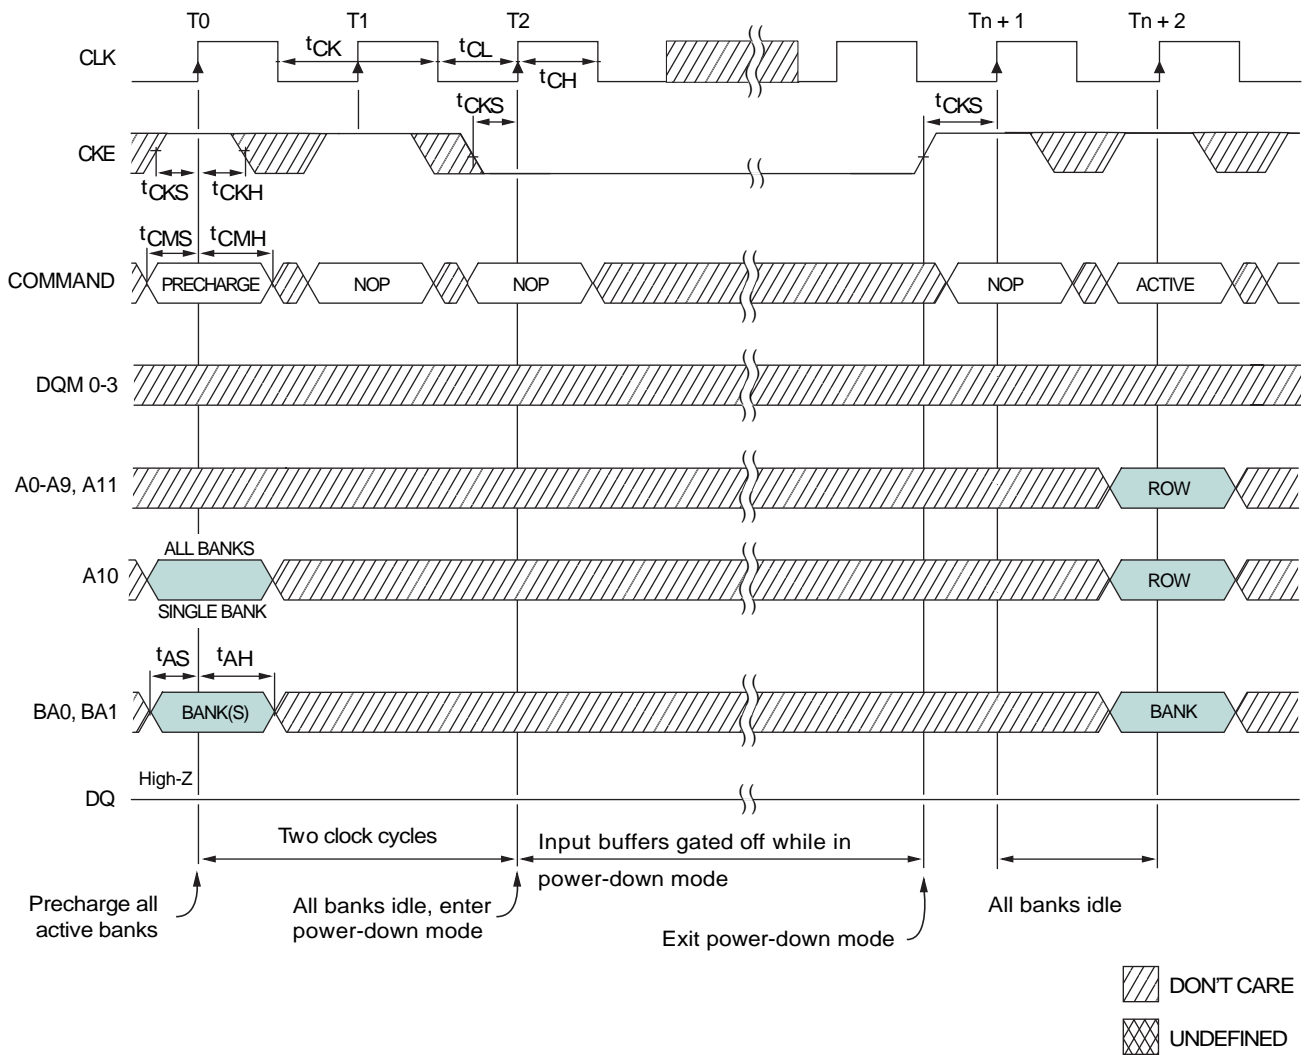 T0 T1 T2 Tn + 1 Tn + 2
CLK
tCK tCL
tCH
tCKS tCKS
CKE
tCKS tCKH
tCMS tCMH
COMMAND PRECHARGE NOP NOP NOP ACTIVE
DQM 0-3
A0-A9, A11 ROW
ALL BANKS
A10 ROW
SINGLE BANK
tAS tAH
BA0, BA1 BANK(S) BANK
High-Z
DQ
Two clock cycles
Input buffers gated off while in
power-down mode
Precharge all
active banks
All banks idle, enter
power-down mode
Exit power-down mode
All banks idle
DON'T CARE
UNDEFINED